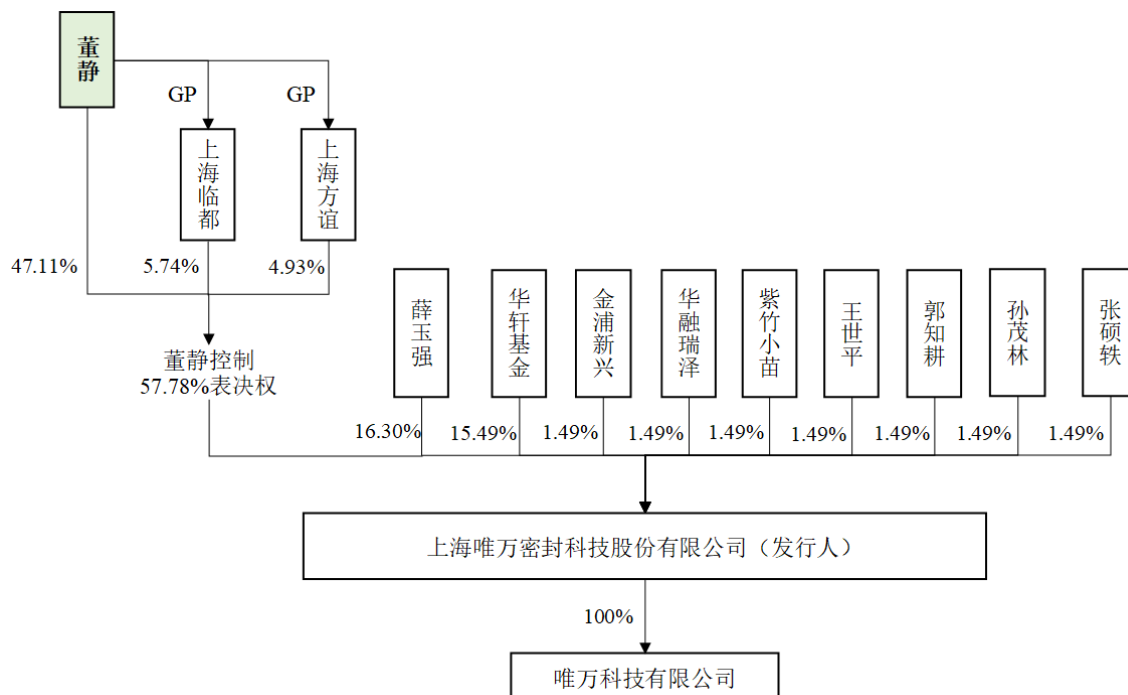 董静
GP
GP
上海临都
上海方谊
47.11%
5.74%
4.93%
董静控制
57.78%表决权
薛玉强
华轩基金
金浦新兴
华融瑞泽
紫竹小苗
王世平
郭知耕
孙茂林
张硕轶
16.30%
15.49%
1.49%
1.49%
1.49%
1.49%
1.49%
1.49%
1.49%
上海唯万密封科技股份有限公司（发行人）
100%
唯万科技有限公司